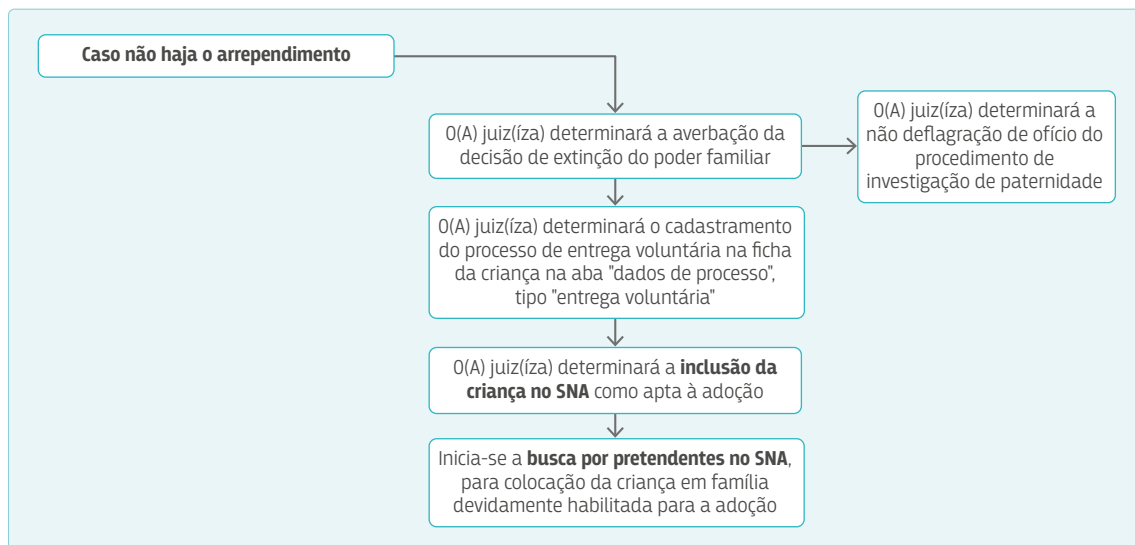 Caso não haja o arrependimento
O(A) juiz(íza) determinará a averbação da
decisão de extinção do poder familiar
O(A) juiz(íza) determinará a
não deflagração de ofício do
procedimento de
investigação de paternidade
O(A) juiz(íza) determinará o cadastramento
do processo de entrega voluntária na ficha
da criança na aba "dados de processo",
tipo "entrega voluntária"
O(A) juiz(íza) determinará a inclusão da
criança no SNA como apta à adoção
Inicia-se a busca por pretendentes no SNA,
para colocação da criança em família
devidamente habilitada para a adoção